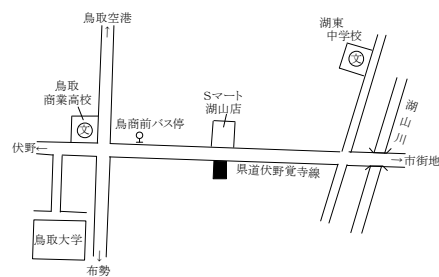 鳥取空港
↑
湖東
中学校
文
鳥取
商業高校
文
Sマート
湖山店
鳥商前バス停
湖山川
伏野←
→市街地
県道伏野覚寺線
鳥取大学
↓
布勢